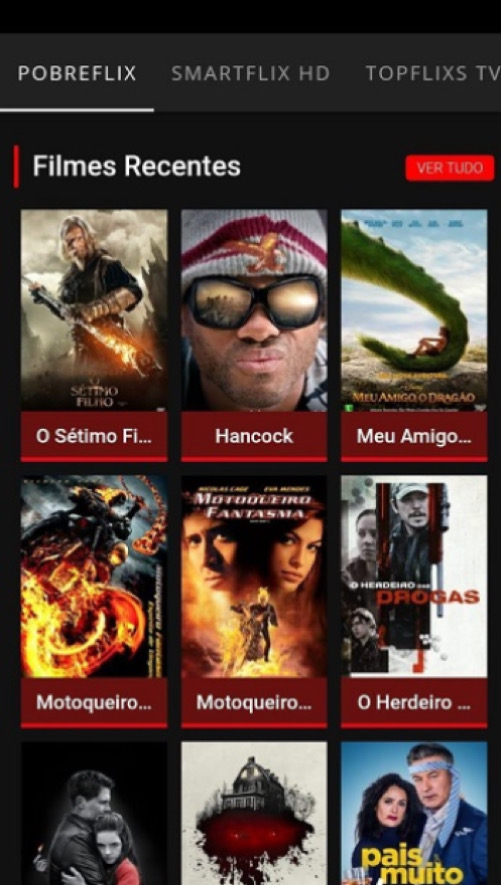 POBREFLIX SMARTFLIX HD TOPFLIXS TV
Filmes Recentes VER TUDO
SÉTIMO
FILHO
MEU AMIGO, O DRAGÃO
O Sétimo Fi... Hancock Meu Amigo...
NICOLAS CAGE EVA MENDES
MOTOQUEIRO
FANTASMA
O HERDEIRO DAS
DROGAS
Motoqueiro... Motoqueiro... O Herdeiro ...
pais
muito